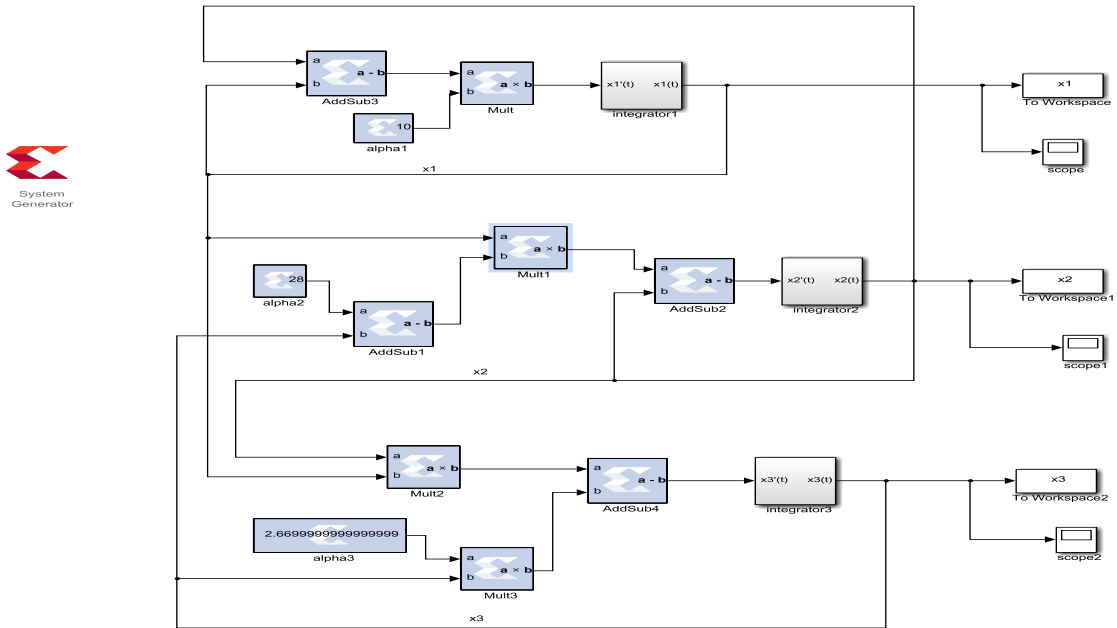 a
b
a - b
AddSub3
a
b
a × b
Mult
10
alpha1
x1'(t) x1(t)
integrator1
x1
To Workspace
scope
x1
System
Generator
a
b
a × b
Mult1
28
alpha2
a
b
a - b
AddSub1
a
b
a - b
AddSub2
x2'(t) x2(t)
integrator2
x2
To Workspace1
scope1
x2
a
b
a × b
Mult2
a
b
a - b
AddSub4
x3'(t) x3(t)
integrator3
x3
To Workspace2
scope2
2.6699999999999999
alpha3
a
b
a × b
Mult3
x3